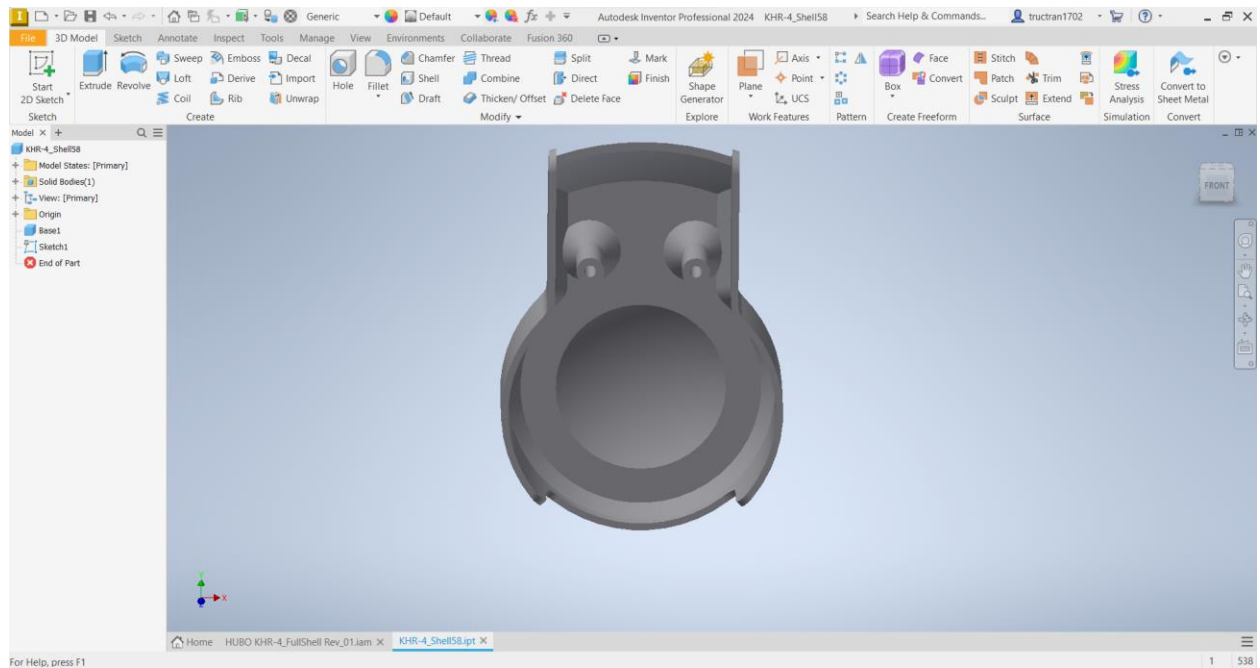 Generic Default Autodesk Inventor Professional 2024 KHR-4_Shell58 Search Help & Commands... tructran1702
File 3D Model Sketch Annotate Inspect Tools Manage View Environments Collaborate Fusion 360
Start 2D Sketch
Sketch
Extrude Revolve
Sweep Emboss Decal
Loft Derive Import
Coil Rib Unwrap
Create
Hole Fillet
Chamfer Thread Split Mark
Shell Combine Direct Finish
Draft Thicken/ Offset Delete Face
Modify
Shape Generator
Explore
Plane
Axis
Point
UCS
Work Features
Pattern
Box
Face
Convert
Create Freeform
Stitch
Patch Trim
Sculpt Extend
Surface
Stress Analysis
Simulation
Convert to Sheet Metal
Convert
Model
KHR-4_Shell58
Model States: [Primary]
Solid Bodies(1)
View: [Primary]
Origin
Base1
Sketch1
End of Part
FRONT
Y
X
Z
Home HUBO KHR-4_FullShell Rev_01.iam KHR-4_Shell58.ipt
For Help, press F1 1 538